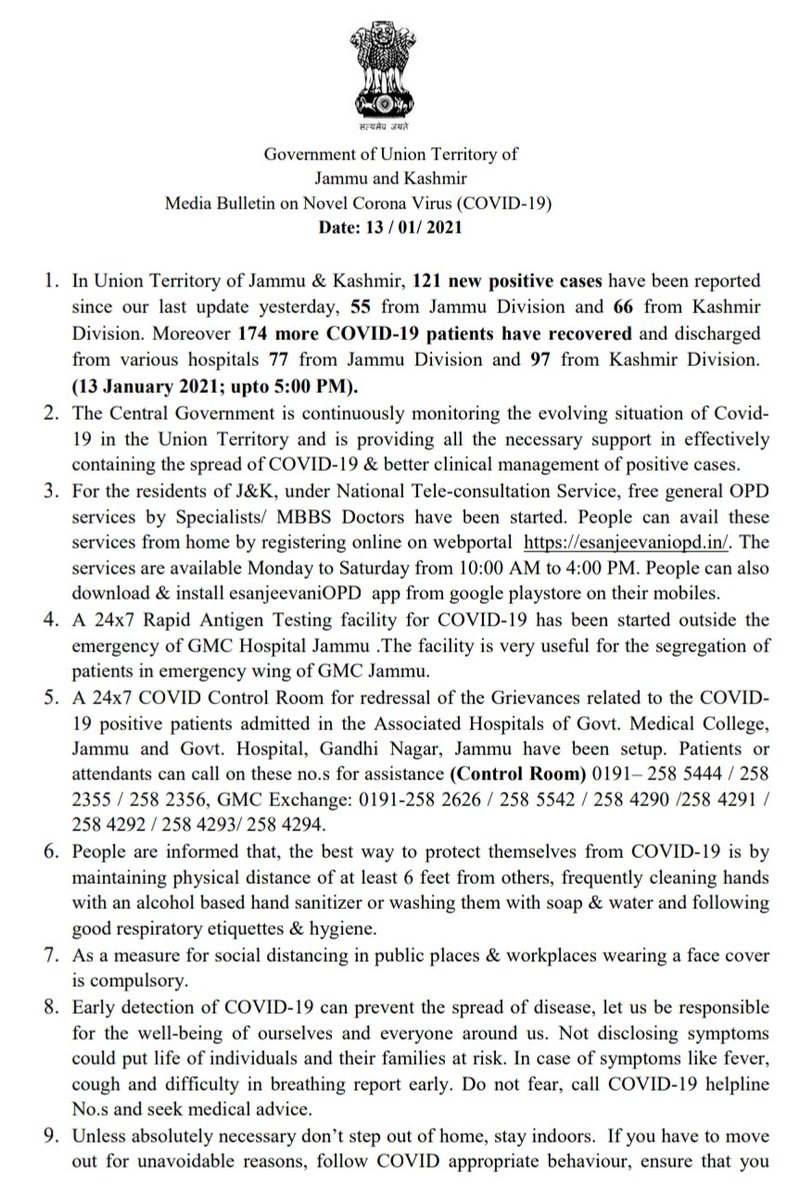 सत्यमेव जयते
Government of Union Territory of
Jammu and Kashmir
Media Bulletin on Novel Corona Virus (COVID-19)
Date: 13 / 01/ 2021
1. In Union Territory of Jammu & Kashmir, 121 new positive cases have been reported
since our last update yesterday, 55 from Jammu Division and 66 from Kashmir
Division. Moreover 174 more COVID-19 patients have recovered and discharged
from various hospitals 77 from Jammu Division and 97 from Kashmir Division.
(13 January 2021; upto 5:00 PM).
2. The Central Government is continuously monitoring the evolving situation of Covid-
19 in the Union Territory and is providing all the necessary support in effectively
containing the spread of COVID-19 & better clinical management of positive cases.
3. For the residents of J&K, under National Tele-consultation Service, free general OPD
services by Specialists/ MBBS Doctors have been started. People can avail these
services from home by registering online on webportal https://esanjeevaniopd.in/. The
services are available Monday to Saturday from 10:00 AM to 4:00 PM. People can also
download & install esanjeevaniOPD app from google playstore on their mobiles.
4. A 24x7 Rapid Antigen Testing facility for COVID-19 has been started outside the
emergency of GMC Hospital Jammu .The facility is very useful for the segregation of
patients in emergency wing of GMC Jammu.
5. A 24x7 COVID Control Room for redressal of the Grievances related to the COVID-
19 positive patients admitted in the Associated Hospitals of Govt. Medical College,
Jammu and Govt. Hospital, Gandhi Nagar, Jammu have been setup. Patients or
attendants can call on these no.s for assistance (Control Room) 0191– 258 5444 / 258
2355 / 258 2356, GMC Exchange: 0191-258 2626 / 258 5542 / 258 4290 /258 4291 /
258 4292 / 258 4293/ 258 4294.
6. People are informed that, the best way to protect themselves from COVID-19 is by
maintaining physical distance of at least 6 feet from others, frequently cleaning hands
with an alcohol based hand sanitizer or washing them with soap & water and following
good respiratory etiquettes & hygiene.
7. As a measure for social distancing in public places & workplaces wearing a face cover
is compulsory.
8. Early detection of COVID-19 can prevent the spread of disease, let us be responsible
for the well-being of ourselves and everyone around us. Not disclosing symptoms
could put life of individuals and their families at risk. In case of symptoms like fever,
cough and difficulty in breathing report early. Do not fear, call COVID-19 helpline
No.s and seek medical advice.
9. Unless absolutely necessary don’t step out of home, stay indoors. If you have to move
out for unavoidable reasons, follow COVID appropriate behaviour, ensure that you